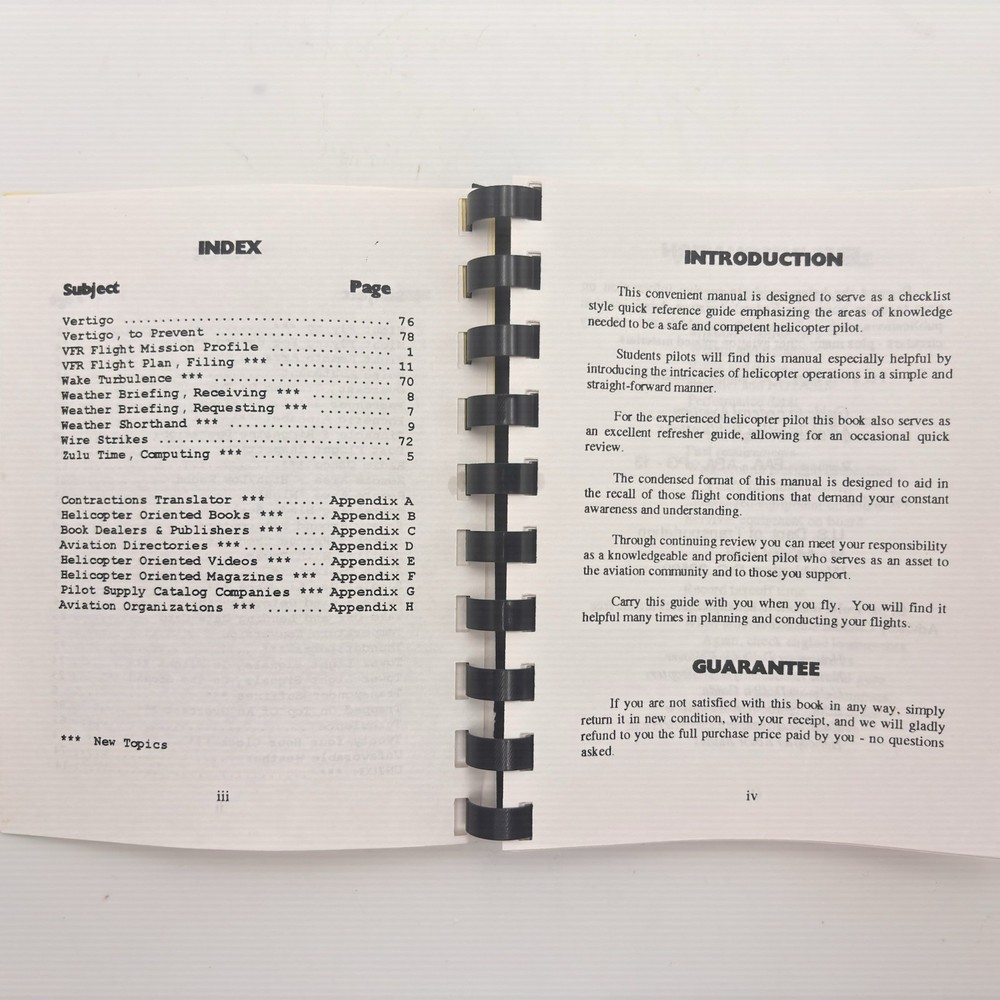 INDEX
Subject Page
Vertigo ............................... 76
Vertigo, to Prevent .................... 78
VFR Flight Mission Profile .............. 1
VFR Flight Plan, Filing *** ............. 11
Wake Turbulence *** ..................... 70
Weather Briefing, Receiving *** .......... 8
Weather Briefing, Requesting *** ......... 7
Weather Shorthand *** ................... 9
Wire Strikes ........................... 72
Zulu Time, Computing *** ................ 5
Contractions Translator *** ...... Appendix A
Helicopter Oriented Books *** .... Appendix B
Book Dealers & Publishers *** .... Appendix C
Aviation Directories ***.......... Appendix D
Helicopter Oriented Videos *** ... Appendix E
Helicopter Oriented Magazines *** Appendix F
Pilot Supply Catalog Companies *** Appendix G
Aviation Organizations *** ....... Appendix H
*** New Topics
iii
INTRODUCTION
This convenient manual is designed to serve as a checklist
style quick reference guide emphasizing the areas of knowledge
needed to be a safe and competent helicopter pilot.
Students pilots will find this manual especially helpful by
introducing the intricacies of helicopter operations in a simple and
straight-forward manner.
For the experienced helicopter pilot this book also serves as
an excellent refresher guide, allowing for an occasional quick
review.
The condensed format of this manual is designed to aid in
the recall of those flight conditions that demand your constant
awareness and understanding.
Through continuing review you can meet your responsibility
as a knowledgeable and proficient pilot who serves as an asset to
the aviation community and to those you support.
Carry this guide with you when you fly. You will find it
helpful many times in planning and conducting your flights.
GUARANTEE
If you are not satisfied with this book in any way, simply
return it in new condition, with your receipt, and we will gladly
refund to you the full purchase price paid by you - no questions
asked.
iv